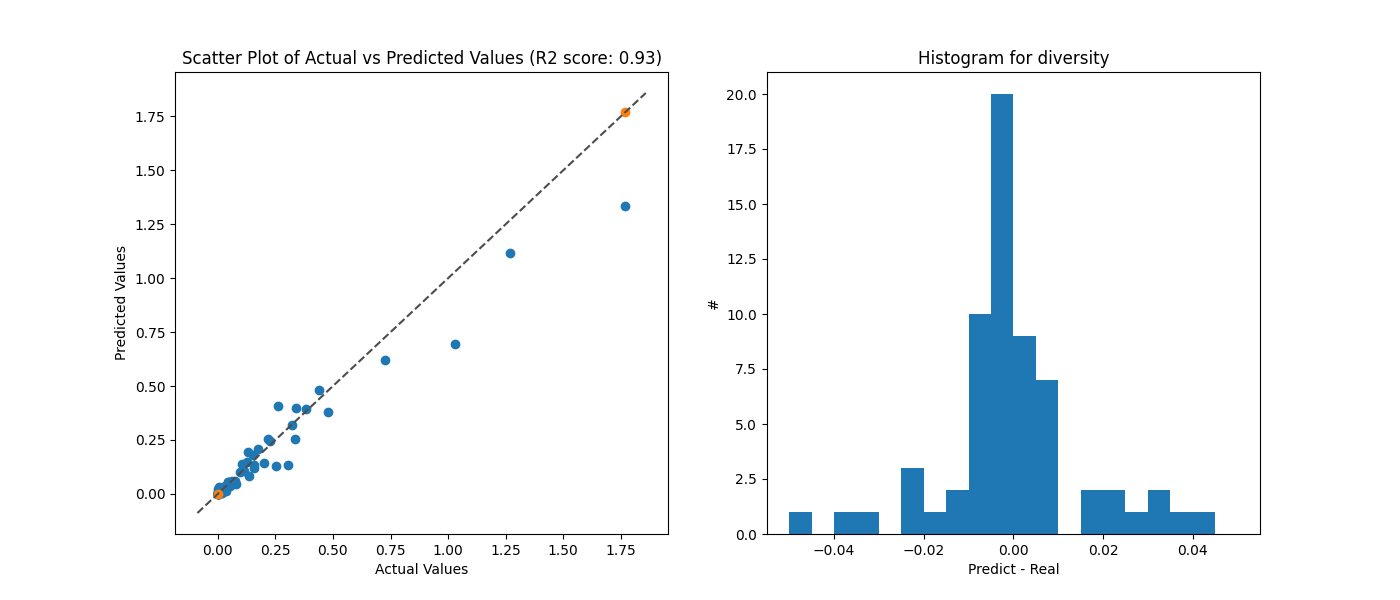 Scatter Plot of Actual vs Predicted Values (R2 score: 0.93)
Predicted Values
1.75
1.50
1.25
1.00
0.75
0.50
0.25
0.00
0.00 0.25 0.50 0.75 1.00 1.25 1.50 1.75
Actual Values
Histogram for diversity
#
20.0
17.5
15.0
12.5
10.0
7.5
5.0
2.5
0.0
−0.04 −0.02 0.00 0.02 0.04
Predict - Real